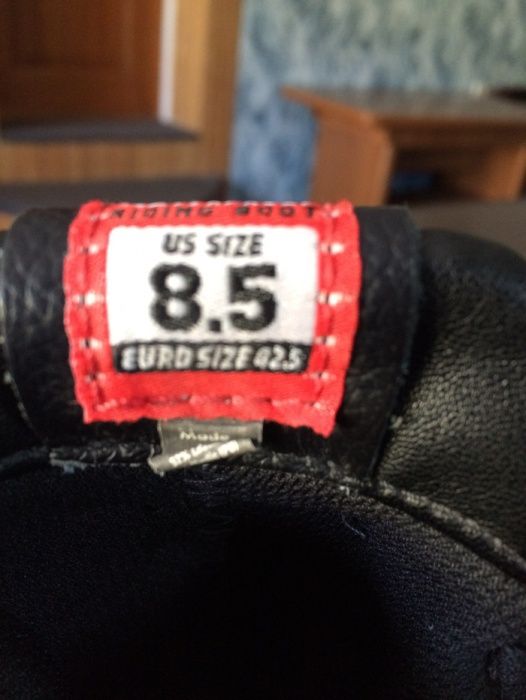 RIDING BOOT
US SIZE
8.5
EURO SIZE 42.5
Made